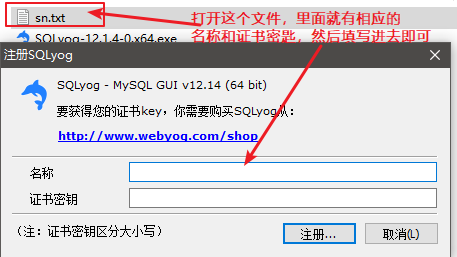 sn.txt
打开这个文件，里面就有相应的
名称和证书密匙，然后填写进去即可
SQLyog-12.1.4-0.x64.exe
注册SQLyog
SQLyog - MySQL GUI v12.14 (64 bit)
要获得您的证书key，你需要购买SQLyog从:
http://www.webyog.com/shop
名称
证书密钥
(注：证书密钥区分大小写)
注册...
取消(L)